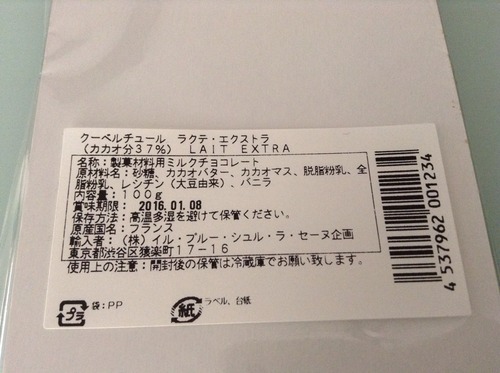 クーベルチュール ラクテ・エクストラ
(カカオ分37%) LAIT EXTRA
名称：製菓材料用ミルクチョコレート
原材料名：砂糖、カカオバター、カカオマス、脱脂粉乳、全
脂粉乳、レシチン(大豆由来)、バニラ
内容量：100g
賞味期限： 2016.01.08
保存方法：高温多湿を避けて保管ください。
原産国名：フランス
輸入者：(株)イル・プルー・シュル・ラ・セーヌ企画
東京都渋谷区猿楽町17-16
使用上の注意：開封後の保管は冷蔵庫でお願い致します。
プラ 袋：PP
紙 ラベル、台紙
4 537962 001234